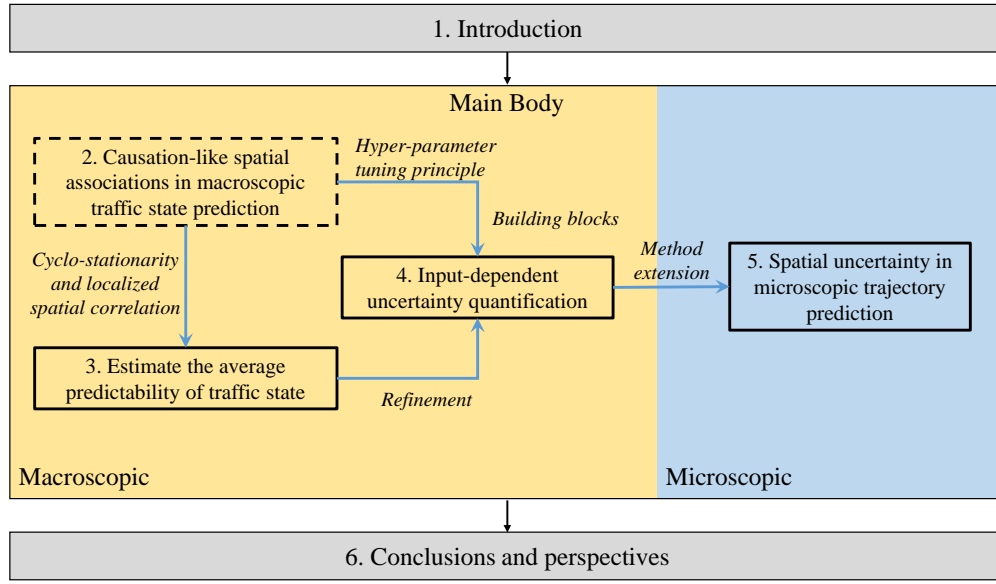 1. Introduction
Main Body
2. Causation-like spatial
associations in macroscopic
traffic state prediction
Hyper-parameter
tuning principle
Building blocks
Cyclo-stationarity
and localized
spatial correlation
4. Input-dependent
uncertainty quantification
Method
extension
5. Spatial uncertainty in
microscopic trajectory
prediction
3. Estimate the average
predictability of traffic state
Refinement
Macroscopic
Microscopic
6. Conclusions and perspectives